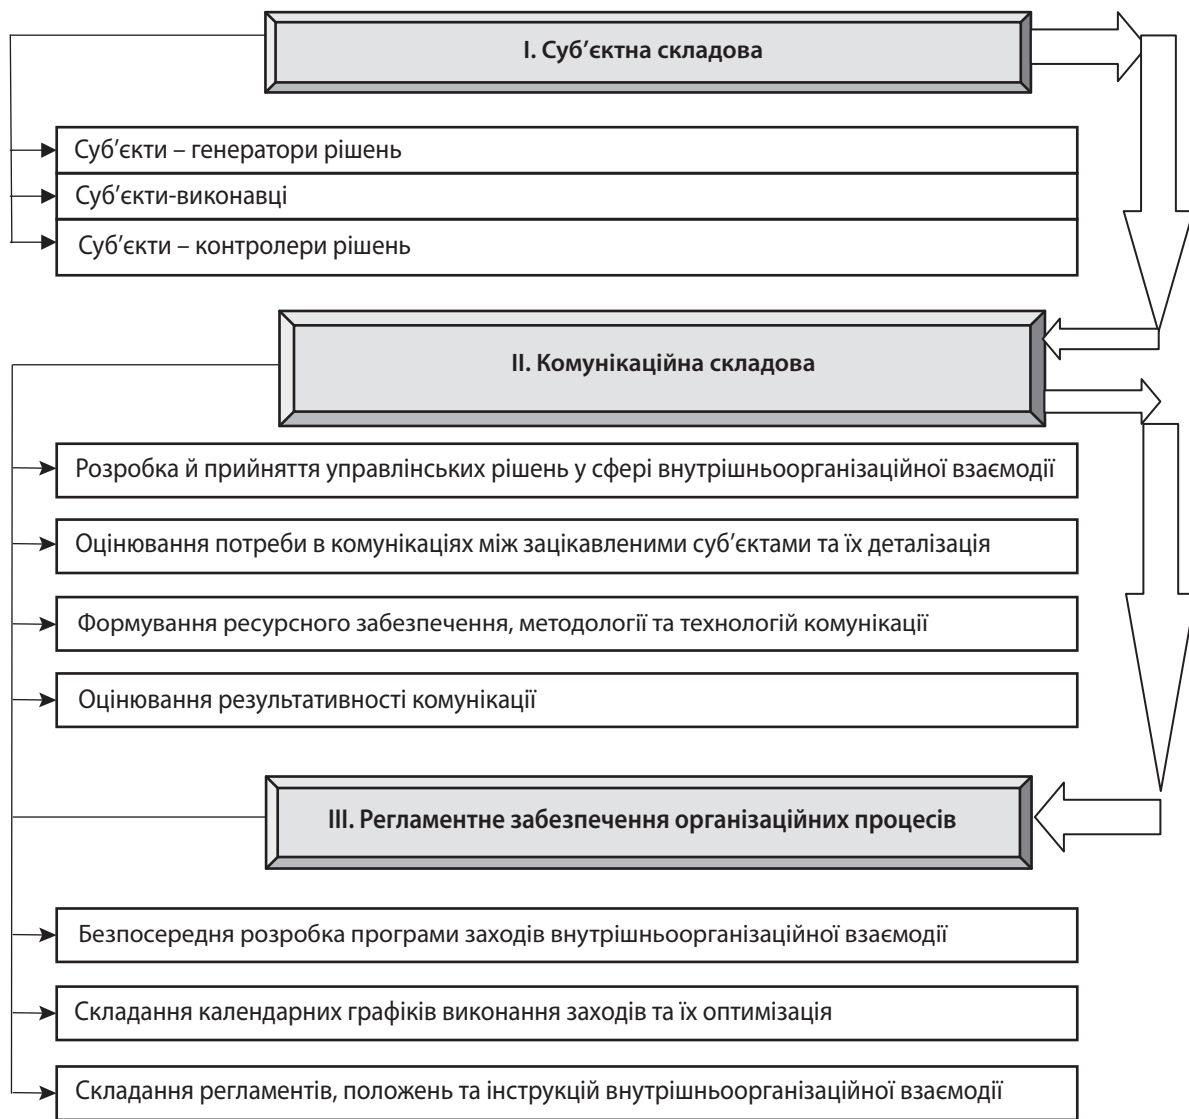 І. Суб’єктна складова
Суб’єкти – генератори рішень
Суб’єкти-виконавці
Суб’єкти – контролери рішень
ІІ. Комунікаційна складова
Розробка й прийняття управлінських рішень у сфері внутрішньоорганізаційної взаємодії
Оцінювання потреби в комунікаціях між зацікавленими суб’єктами та їх деталізація
Формування ресурсного забезпечення, методології та технологій комунікації
Оцінювання результативності комунікації
ІІІ. Регламентне забезпечення організаційних процесів
Безпосередня розробка програми заходів внутрішньоорганізаційної взаємодії
Складання календарних графіків виконання заходів та їх оптимізація
Складання регламентів, положень та інструкцій внутрішньоорганізаційної взаємодії